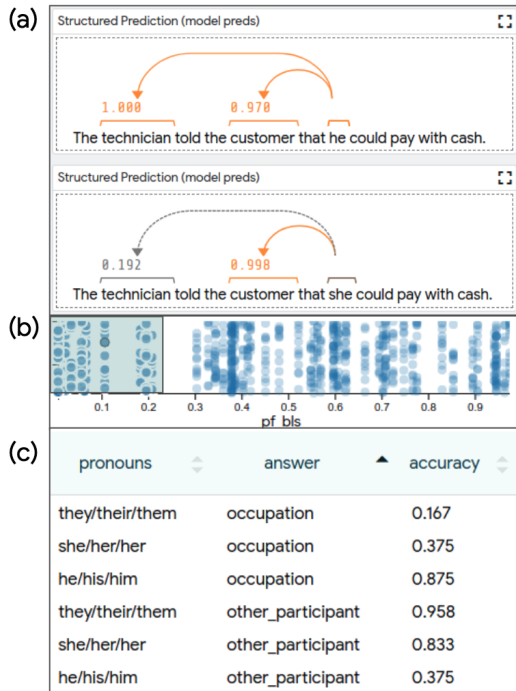 (a)
Structured Prediction (model preds)
1.000 0.970
The technician told the customer that he could pay with cash.
Structured Prediction (model preds)
0.192 0.998
The technician told the customer that she could pay with cash.
(b)
0.1 0.2 0.3 0.4 0.5 0.6 0.7 0.8 0.9
pf_bls
(c)
pronouns answer accuracy
they/their/them occupation 0.167
she/her/her occupation 0.375
he/his/him occupation 0.875
they/their/them other_participant 0.958
she/her/her other_participant 0.833
he/his/him other_participant 0.375